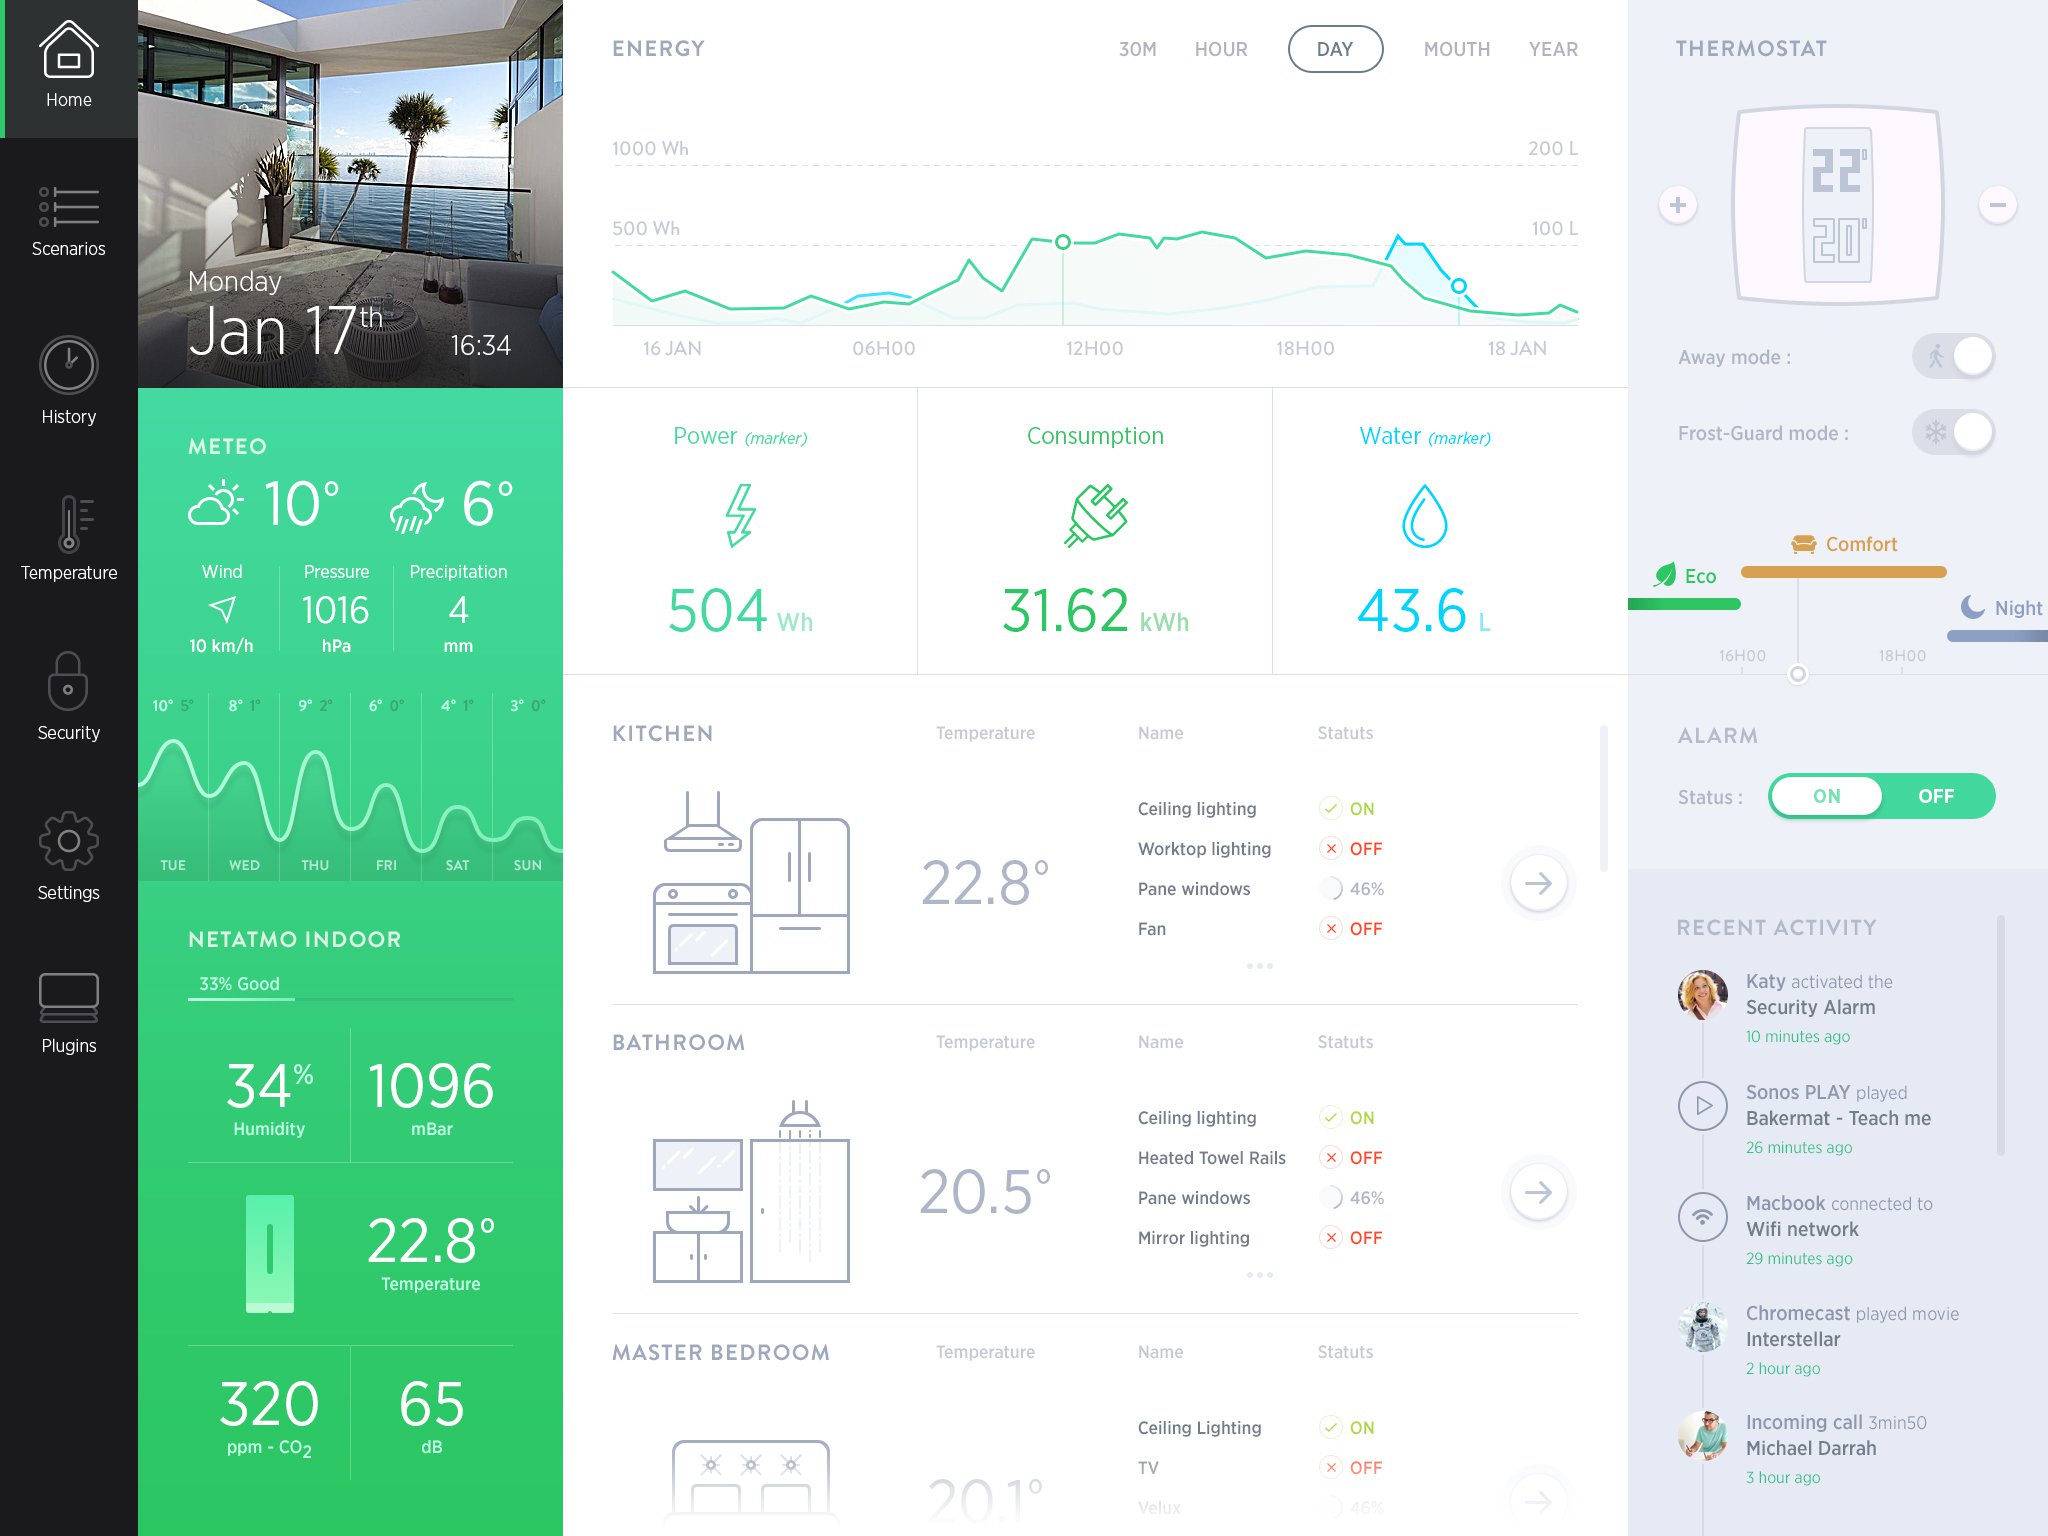 Home
Scenarios
History
Temperature
Security
Settings
Plugins
Monday
Jan 17th
16:34
METEO
10° 6°
Wind Pressure Precipitation
1016 4
10 km/h hPa mm
10° 5° 8° 1° 9° 2° 6° 0° 4° 1° 3° 0°
TUE WED THU FRI SAT SUN
NETATMO INDOOR
33% Good
34% 1096
Humidity mBar
22.8°
Temperature
320 65
ppm - CO2 dB
ENERGY 30M HOUR DAY MOUTH YEAR
1000 Wh 200 L
500 Wh 100 L
16 JAN 06H00 12H00 18H00 18 JAN
Power (marker) Consumption Water (marker)
504 Wh 31.62 kWh 43.6 L
KITCHEN Temperature Name Statuts
Ceiling lighting ON
Worktop lighting OFF
22.8°
Pane windows 46%
Fan OFF
BATHROOM Temperature Name Statuts
Ceiling lighting ON
Heated Towel Rails OFF
20.5°
Pane windows 46%
Mirror lighting OFF
MASTER BEDROOM Temperature Name Statuts
Ceiling Lighting ON
TV OFF
20.1°
Velux 46%
THERMOSTAT
22°
20°
+ −
Away mode :
Frost-Guard mode :
Comfort
Eco
Night
16H00 18H00
ALARM
Status : ON OFF
RECENT ACTIVITY
Katy activated the
Security Alarm
10 minutes ago
Sonos PLAY played
Bakermat - Teach me
26 minutes ago
Macbook connected to
Wifi network
29 minutes ago
Chromecast played movie
Interstellar
2 hour ago
Incoming call 3min50
Michael Darrah
3 hour ago